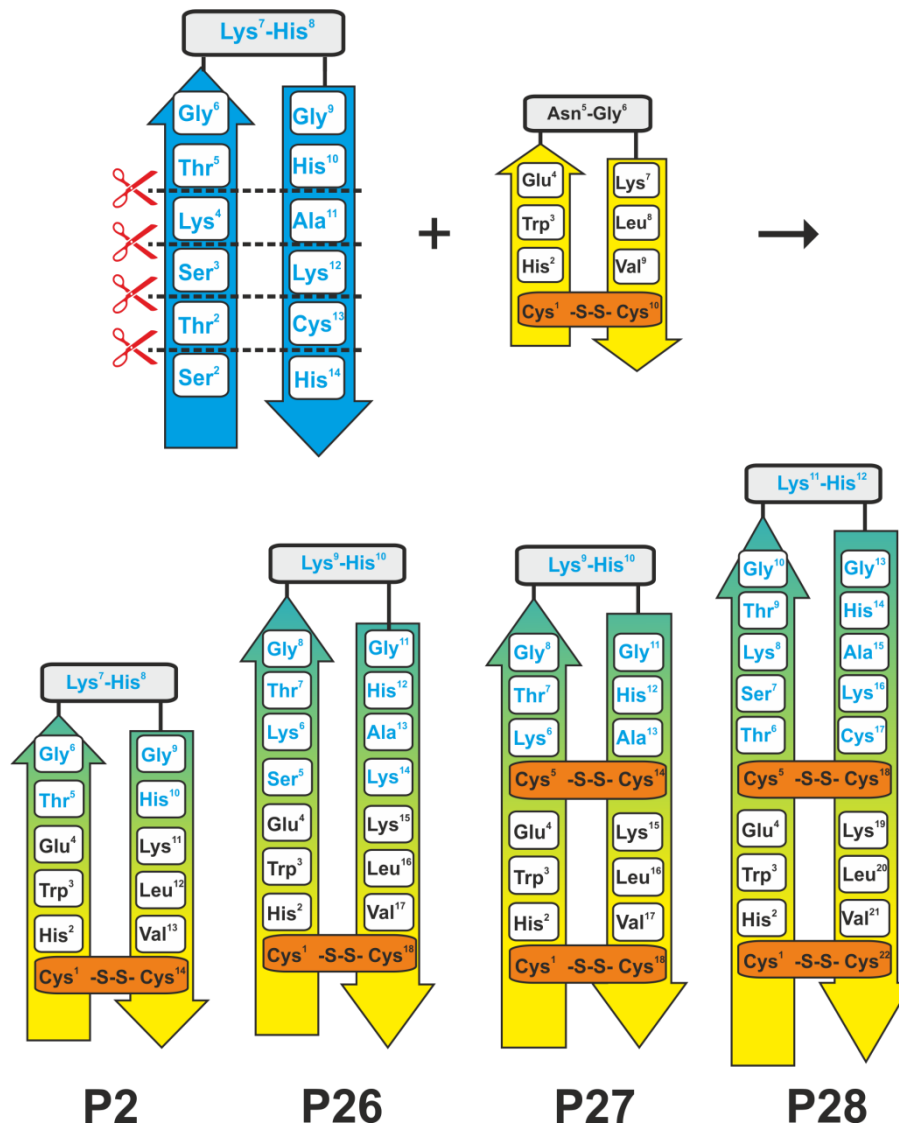 Lys⁷-His⁸
Gly⁶ Gly⁹
Thr⁵ His¹⁰
Lys⁴ Ala¹¹
Ser³ Lys¹²
Thr² Cys¹³
Ser² His¹⁴
+
Asn⁵-Gly⁶
Glu⁴ Lys⁷
Trp³ Leu⁸
His² Val⁹
Cys¹ -S-S- Cys¹⁰
Lys⁷-His⁸
Gly⁶ Gly⁹
Thr⁵ His¹⁰
Glu⁴ Lys¹¹
Trp³ Leu¹²
His² Val¹³
Cys¹ -S-S- Cys¹⁴
P2
Lys⁹-His¹⁰
Gly⁸ Gly¹¹
Thr⁷ His¹²
Lys⁶ Ala¹³
Ser⁵ Lys¹⁴
Glu⁴ Lys¹⁵
Trp³ Leu¹⁶
His² Val¹⁷
Cys¹ -S-S- Cys¹⁸
P26
Lys⁹-His¹⁰
Gly⁸ Gly¹¹
Thr⁷ His¹²
Lys⁶ Ala¹³
Cys⁵ -S-S- Cys¹⁴
Glu⁴ Lys¹⁵
Trp³ Leu¹⁶
His² Val¹⁷
Cys¹ -S-S- Cys¹⁸
P27
Lys¹¹-His¹²
Gly¹⁰ Gly¹³
Thr⁹ His¹⁴
Lys⁸ Ala¹⁵
Ser⁷ Lys¹⁶
Thr⁶ Cys¹⁷
Cys⁵ -S-S- Cys¹⁸
Glu⁴ Lys¹⁹
Trp³ Leu²⁰
His² Val²¹
Cys¹ -S-S- Cys²²
P28